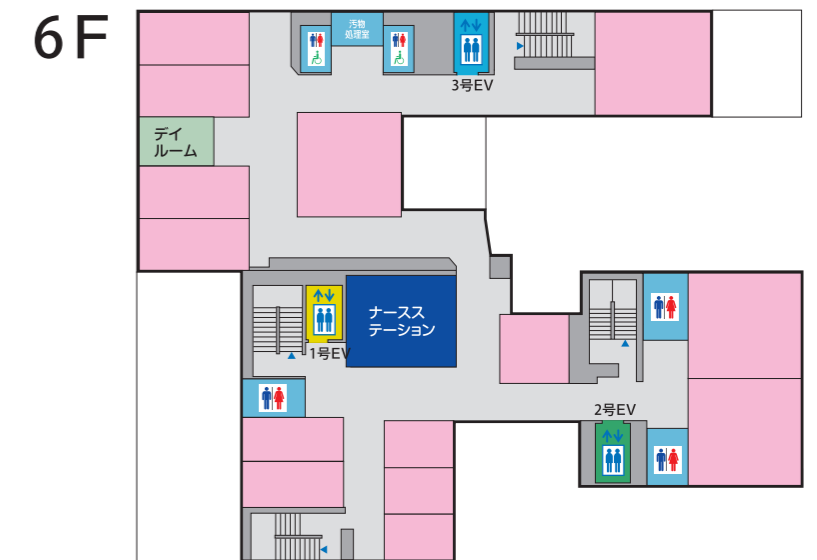 6F
汚物
処理室
3号EV
デイ
ルーム
ナースス
テーション
1号EV
2号EV